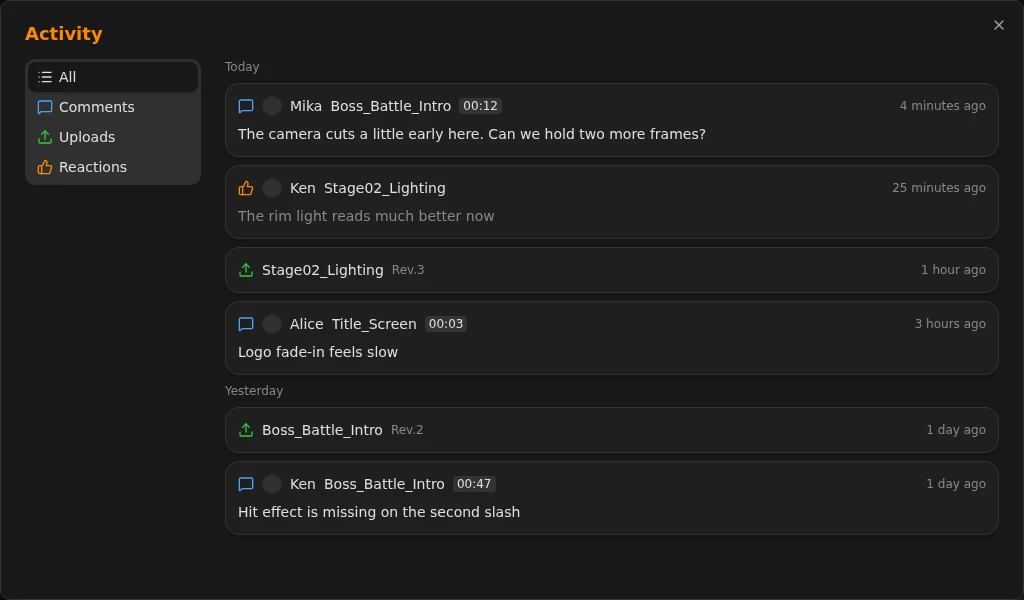 Activity
All
Comments
Uploads
Reactions
Today
Mika Boss_Battle_Intro 00:12 4 minutes ago
The camera cuts a little early here. Can we hold two more frames?
Ken Stage02_Lighting 25 minutes ago
The rim light reads much better now
Stage02_Lighting Rev.3 1 hour ago
Alice Title_Screen 00:03 3 hours ago
Logo fade-in feels slow
Yesterday
Boss_Battle_Intro Rev.2 1 day ago
Ken Boss_Battle_Intro 00:47 1 day ago
Hit effect is missing on the second slash